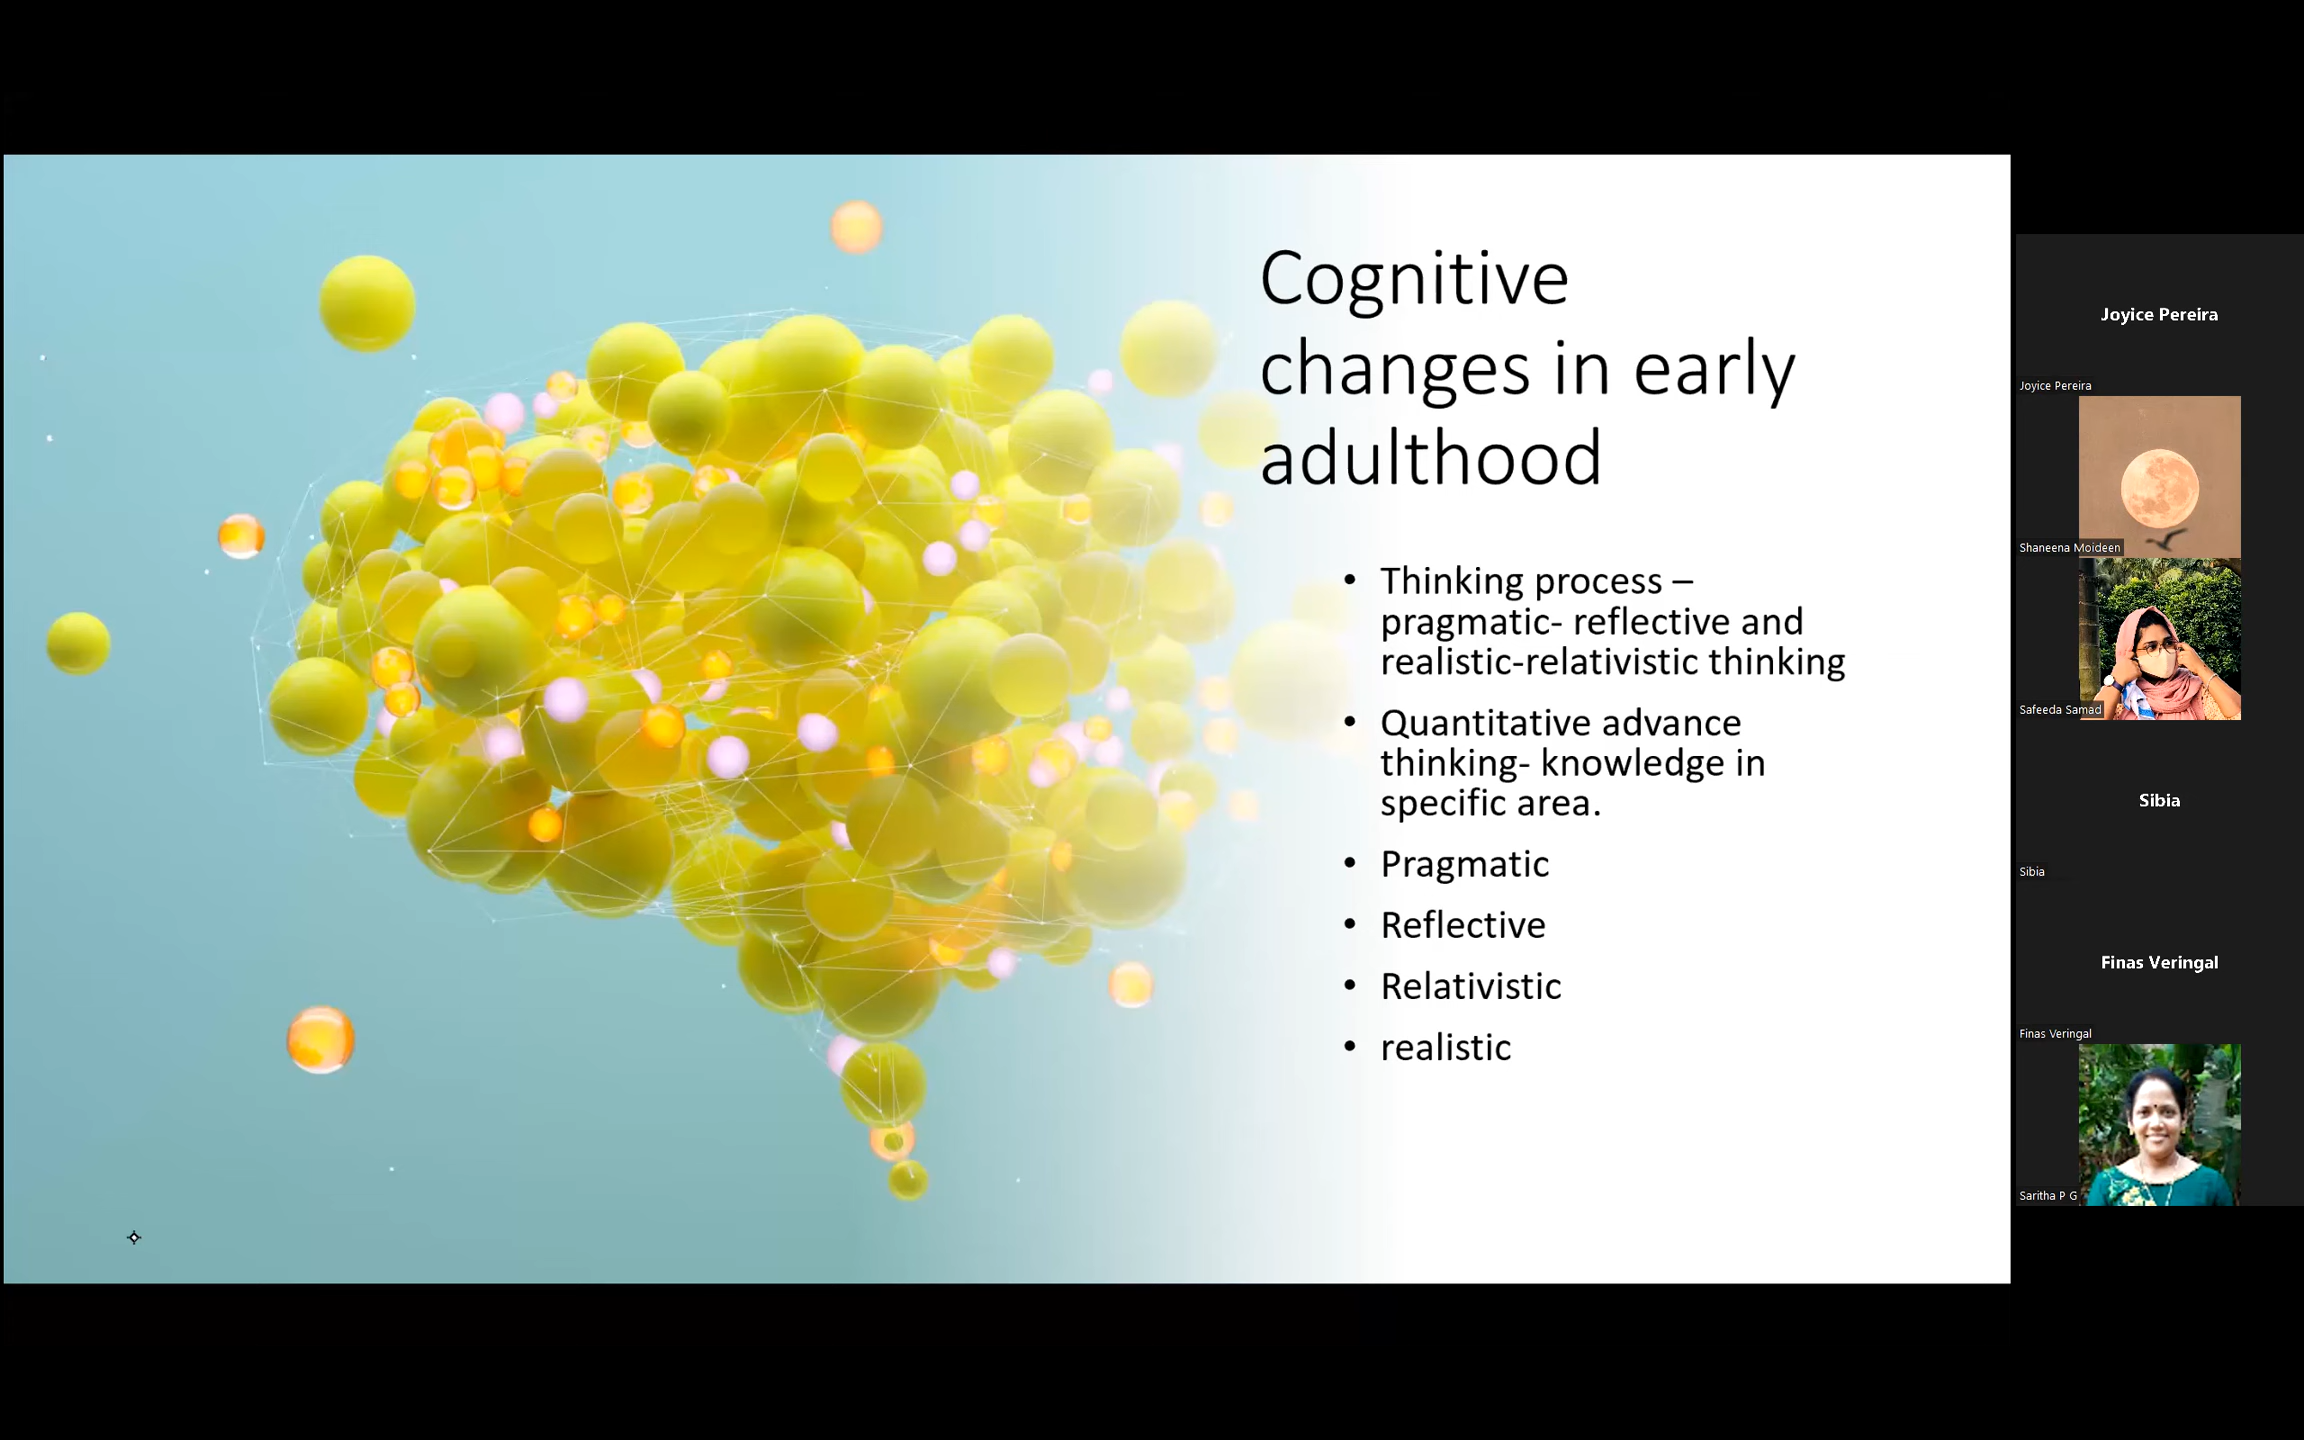 Cognitive
changes in early
adulthood
• Thinking process –
pragmatic- reflective and
realistic-relativistic thinking
• Quantitative advance
thinking- knowledge in
specific area.
• Pragmatic
• Reflective
• Relativistic
• realistic
Joyice Pereira
Joyice Pereira
Shaneena Moideen
Safeeda Samad
Sibia
Sibia
Finas Veringal
Finas Veringal
Saritha P G